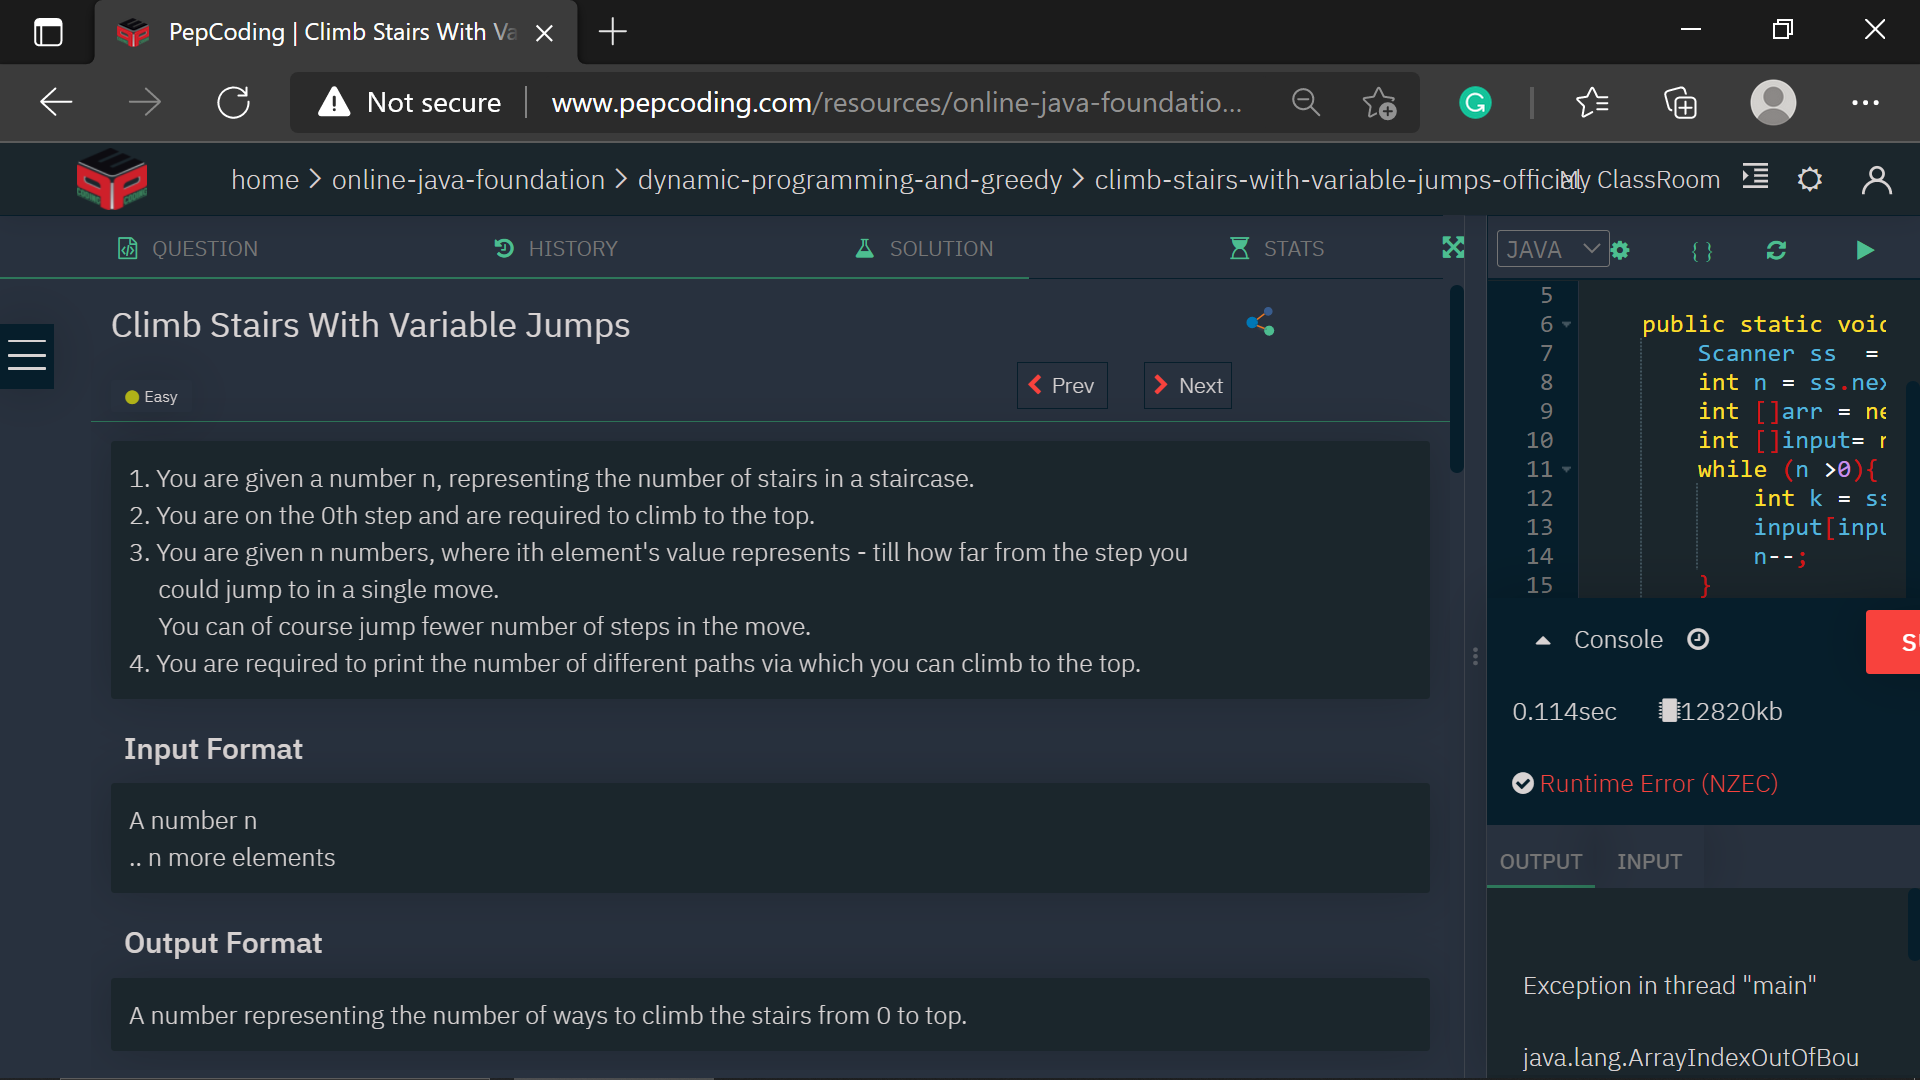 PepCoding | Climb Stairs With Va
Not secure
www.pepcoding.com/resources/online-java-foundatio...
home > online-java-foundation > dynamic-programming-and-greedy > climb-stairs-with-variable-jumps-official
My ClassRoom
QUESTION
HISTORY
SOLUTION
STATS
JAVA
{ }
Climb Stairs With Variable Jumps
Easy
Prev
Next
1. You are given a number n, representing the number of stairs in a staircase.
2. You are on the 0th step and are required to climb to the top.
3. You are given n numbers, where ith element's value represents - till how far from the step you
could jump to in a single move.
You can of course jump fewer number of steps in the move.
4. You are required to print the number of different paths via which you can climb to the top.
Input Format
A number n
.. n more elements
Output Format
A number representing the number of ways to climb the stairs from 0 to top.
5
6 public static voic
7 Scanner ss =
8 int n = ss.nex
9 int []arr = ne
10 int []input= n
11 while (n >0){
12 int k = ss
13 input[inpu
14 n--;
15 }
Console
0.114sec
12820kb
Runtime Error (NZEC)
OUTPUT
INPUT
Exception in thread "main"
java.lang.ArrayIndexOutOfBou